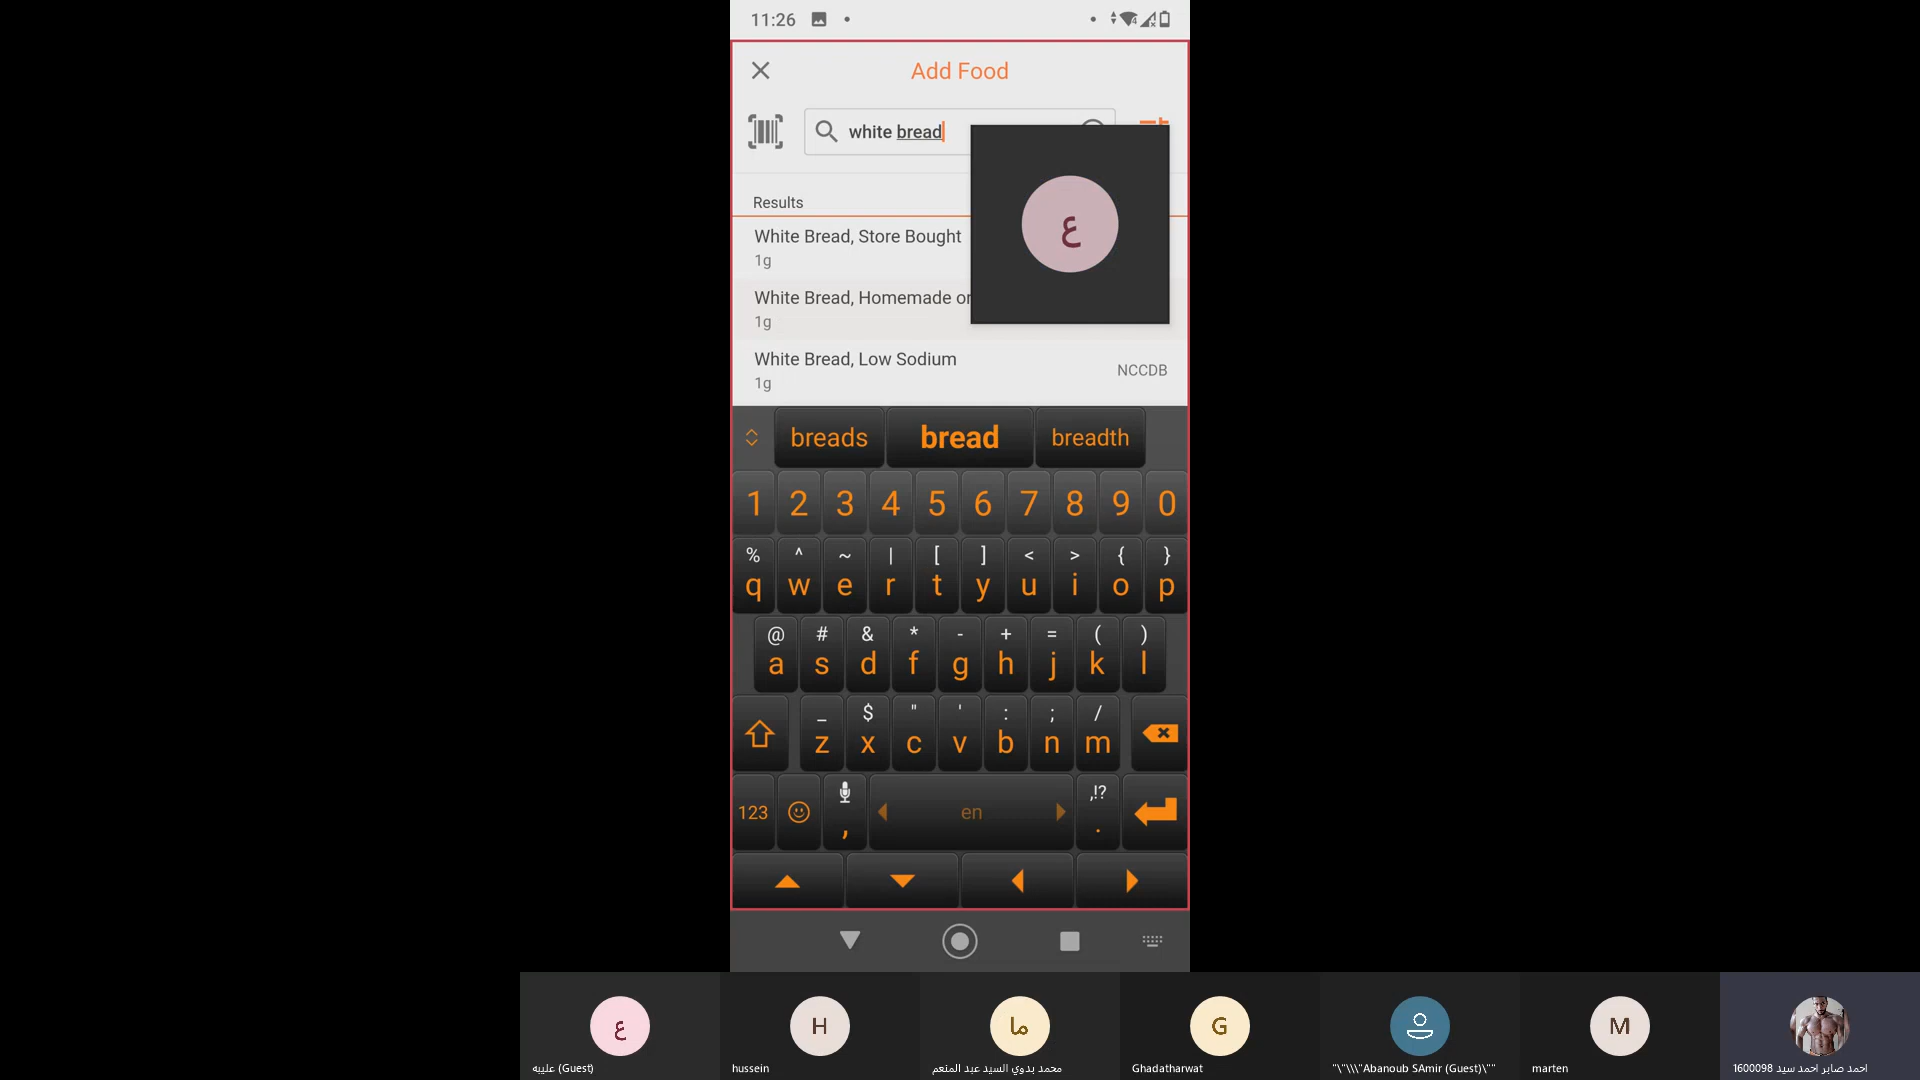 11:26
Add Food
white bread
Results
White Bread, Store Bought
1g
White Bread, Homemade or
1g
White Bread, Low Sodium
1g
NCCDB
ع
breads bread breadth
1 2 3 4 5 6 7 8 9 0
% ^ ~ | [ ] < > { }
q w e r t y u i o p
@ # & * - + = ( )
a s d f g h j k l
_ $ " ' : ; /
z x c v b n m
,!?
123 , en .
ع H ما G M
عليبه (Guest)
hussein
محمد بدوي السيد عبد المنعم
Ghadatharwat
"\"\\\"Abanoub SAmir (Guest)\""
marten
احمد صابر احمد سيد 1600098